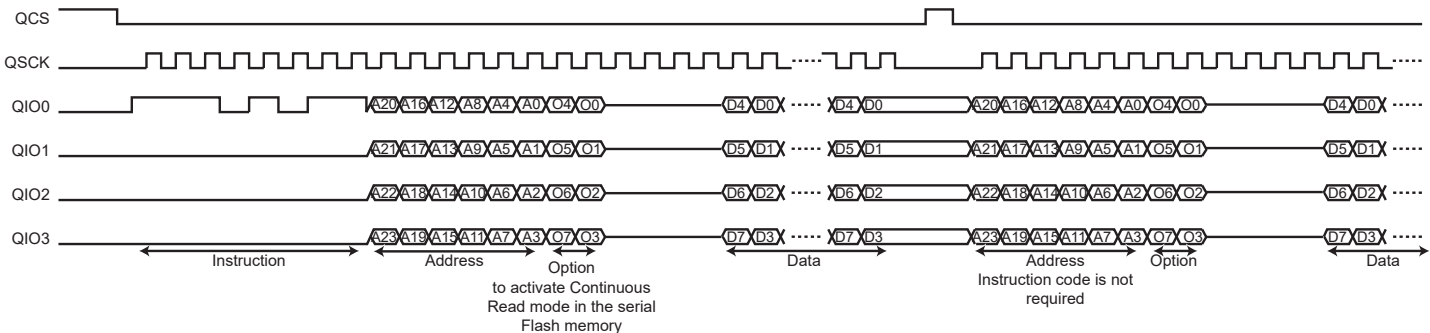 QCS
QSCK
QIO0 A20 A16 A12 A8 A4 A0 O4 O0 D4 D0 D4 D0 A20 A16 A12 A8 A4 A0 O4 O0 D4 D0
QIO1 A21 A17 A13 A9 A5 A1 O5 O1 D5 D1 D5 D1 A21 A17 A13 A9 A5 A1 O5 O1 D5 D1
QIO2 A22 A18 A14 A10 A6 A2 O6 O2 D6 D2 D6 D2 A22 A18 A14 A10 A6 A2 O6 O2 D6 D2
QIO3 A23 A19 A15 A11 A7 A3 O7 O3 D7 D3 D7 D3 A23 A19 A15 A11 A7 A3 O7 O3 D7 D3
Instruction
Address
Option
to activate Continuous
Read mode in the serial
Flash memory
Data
Address
Instruction code is not
required
Option
Data